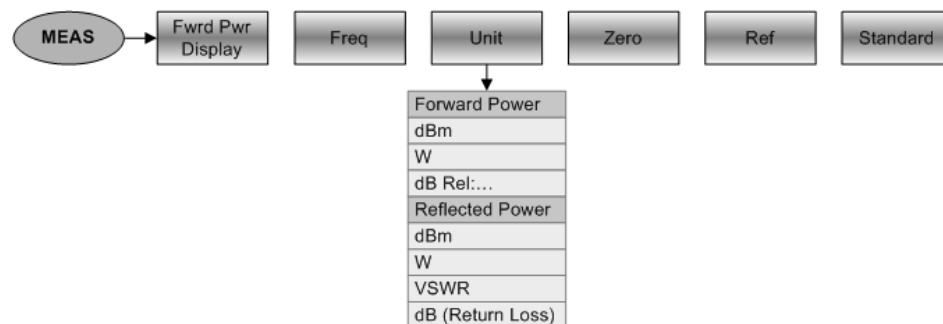 MEAS
Fwrd Pwr
Display
Freq
Unit
Zero
Ref
Standard
Forward Power
dBm
W
dB Rel:...
Reflected Power
dBm
W
VSWR
dB (Return Loss)